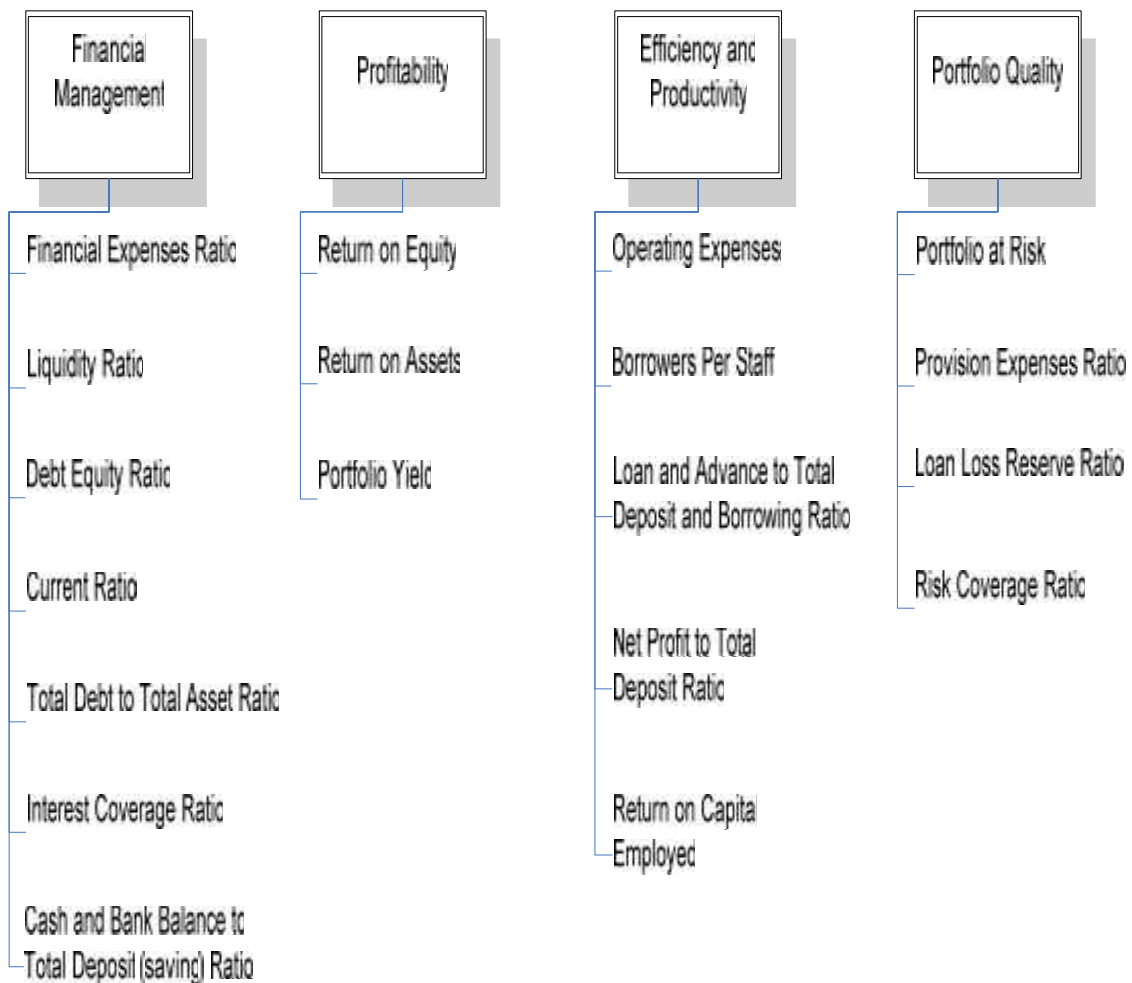 Financial
Management
Financial Expenses Ratio
Liquidity Ratio
Debt Equity Ratio
Current Ratio
Total Debt to Total Asset Ratio
Interest Coverage Ratio
Cash and Bank Balance to
Total Deposit (saving) Ratio
Profitability
Return on Equity
Return on Assets
Portfolio Yield
Efficiency and
Productivity
Operating Expenses
Borrowers Per Staff
Loan and Advance to Total
Deposit and Borrowing Ratio
Net Profit to Total
Deposit Ratio
Return on Capital
Employed
Portfolio Quality
Portfolio at Risk
Provision Expenses Ratio
Loan Loss Reserve Ratio
Risk Coverage Ratio